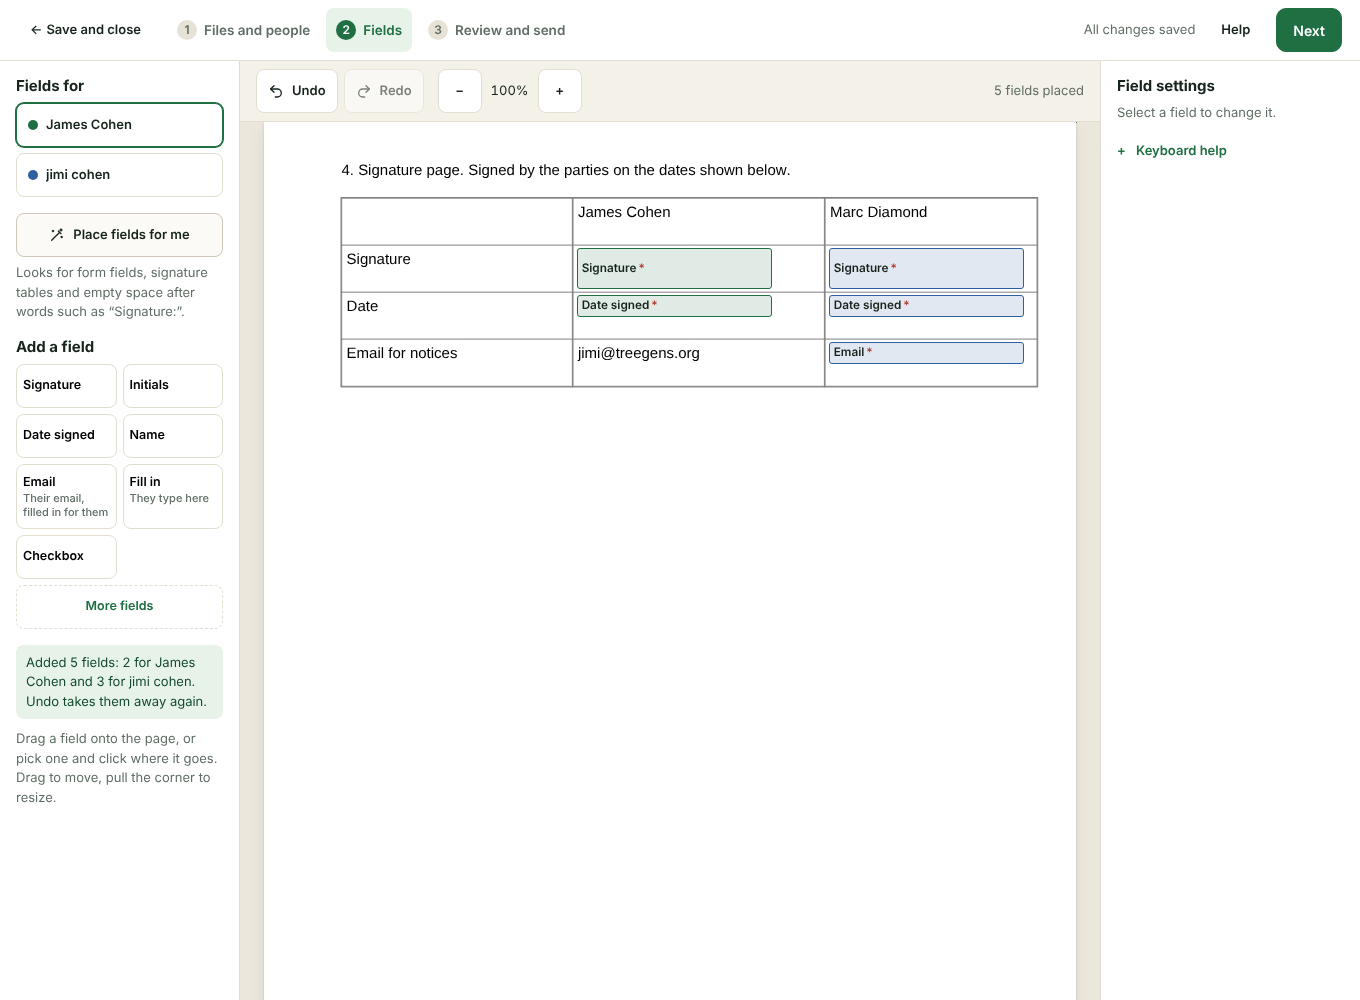 ← Save and close
1 Files and people
2 Fields
3 Review and send
All changes saved
Help
Next
Fields for
James Cohen
jimi cohen
Place fields for me
Looks for form fields, signature
tables and empty space after
words such as “Signature:”.
Add a field
Signature
Initials
Date signed
Name
Email
Their email,
filled in for them
Fill in
They type here
Checkbox
More fields
Added 5 fields: 2 for James
Cohen and 3 for jimi cohen.
Undo takes them away again.
Drag a field onto the page, or
pick one and click where it goes.
Drag to move, pull the corner to
resize.
Undo
Redo
−
100%
+
5 fields placed
4. Signature page. Signed by the parties on the dates shown below.
James Cohen
Marc Diamond
Signature
Signature *
Signature *
Date
Date signed *
Date signed *
Email for notices
jimi@treegens.org
Email *
Field settings
Select a field to change it.
+ Keyboard help